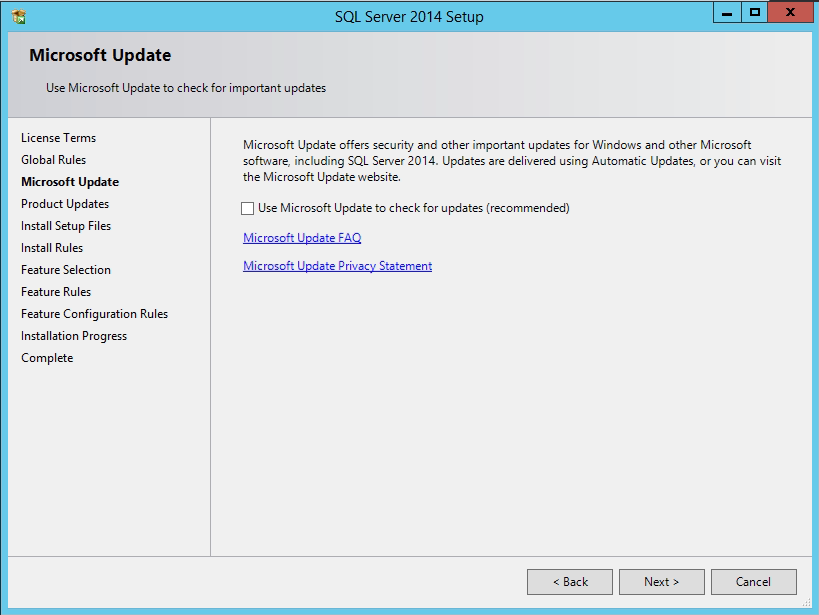 SQL Server 2014 Setup
Microsoft Update
Use Microsoft Update to check for important updates
License Terms
Global Rules
Microsoft Update
Product Updates
Install Setup Files
Install Rules
Feature Selection
Feature Rules
Feature Configuration Rules
Installation Progress
Complete
Microsoft Update offers security and other important updates for Windows and other Microsoft
software, including SQL Server 2014. Updates are delivered using Automatic Updates, or you can visit
the Microsoft Update website.
Use Microsoft Update to check for updates (recommended)
Microsoft Update FAQ
Microsoft Update Privacy Statement
< Back
Next >
Cancel